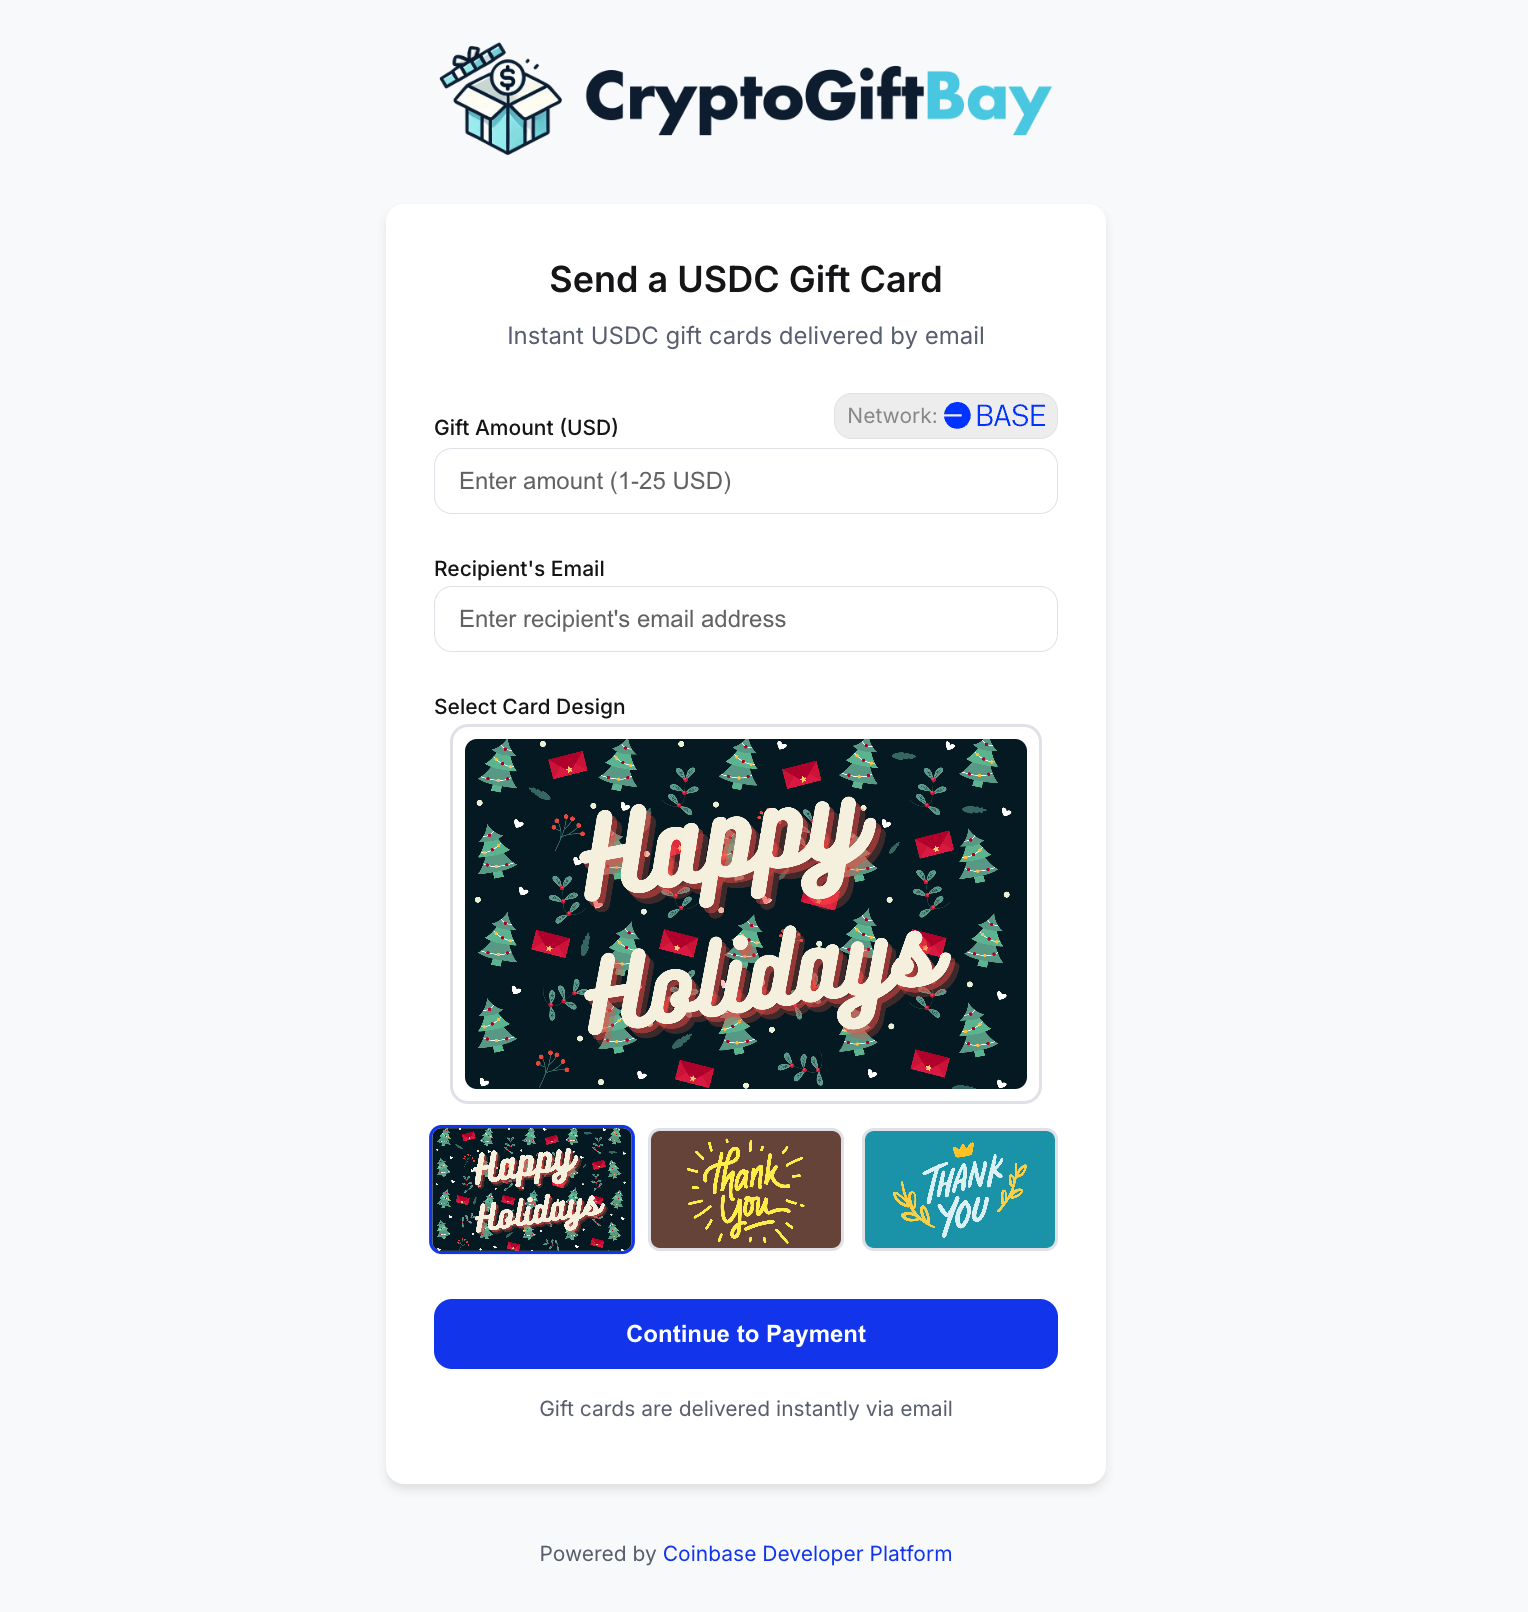 $
CryptoGiftBay
Send a USDC Gift Card
Instant USDC gift cards delivered by email
Gift Amount (USD)
Network: BASE
Enter amount (1-25 USD)
Recipient's Email
Enter recipient's email address
Select Card Design
Happy
Holidays
Happy
Holidays
Thank
You
THANK
YOU
Continue to Payment
Gift cards are delivered instantly via email
Powered by Coinbase Developer Platform